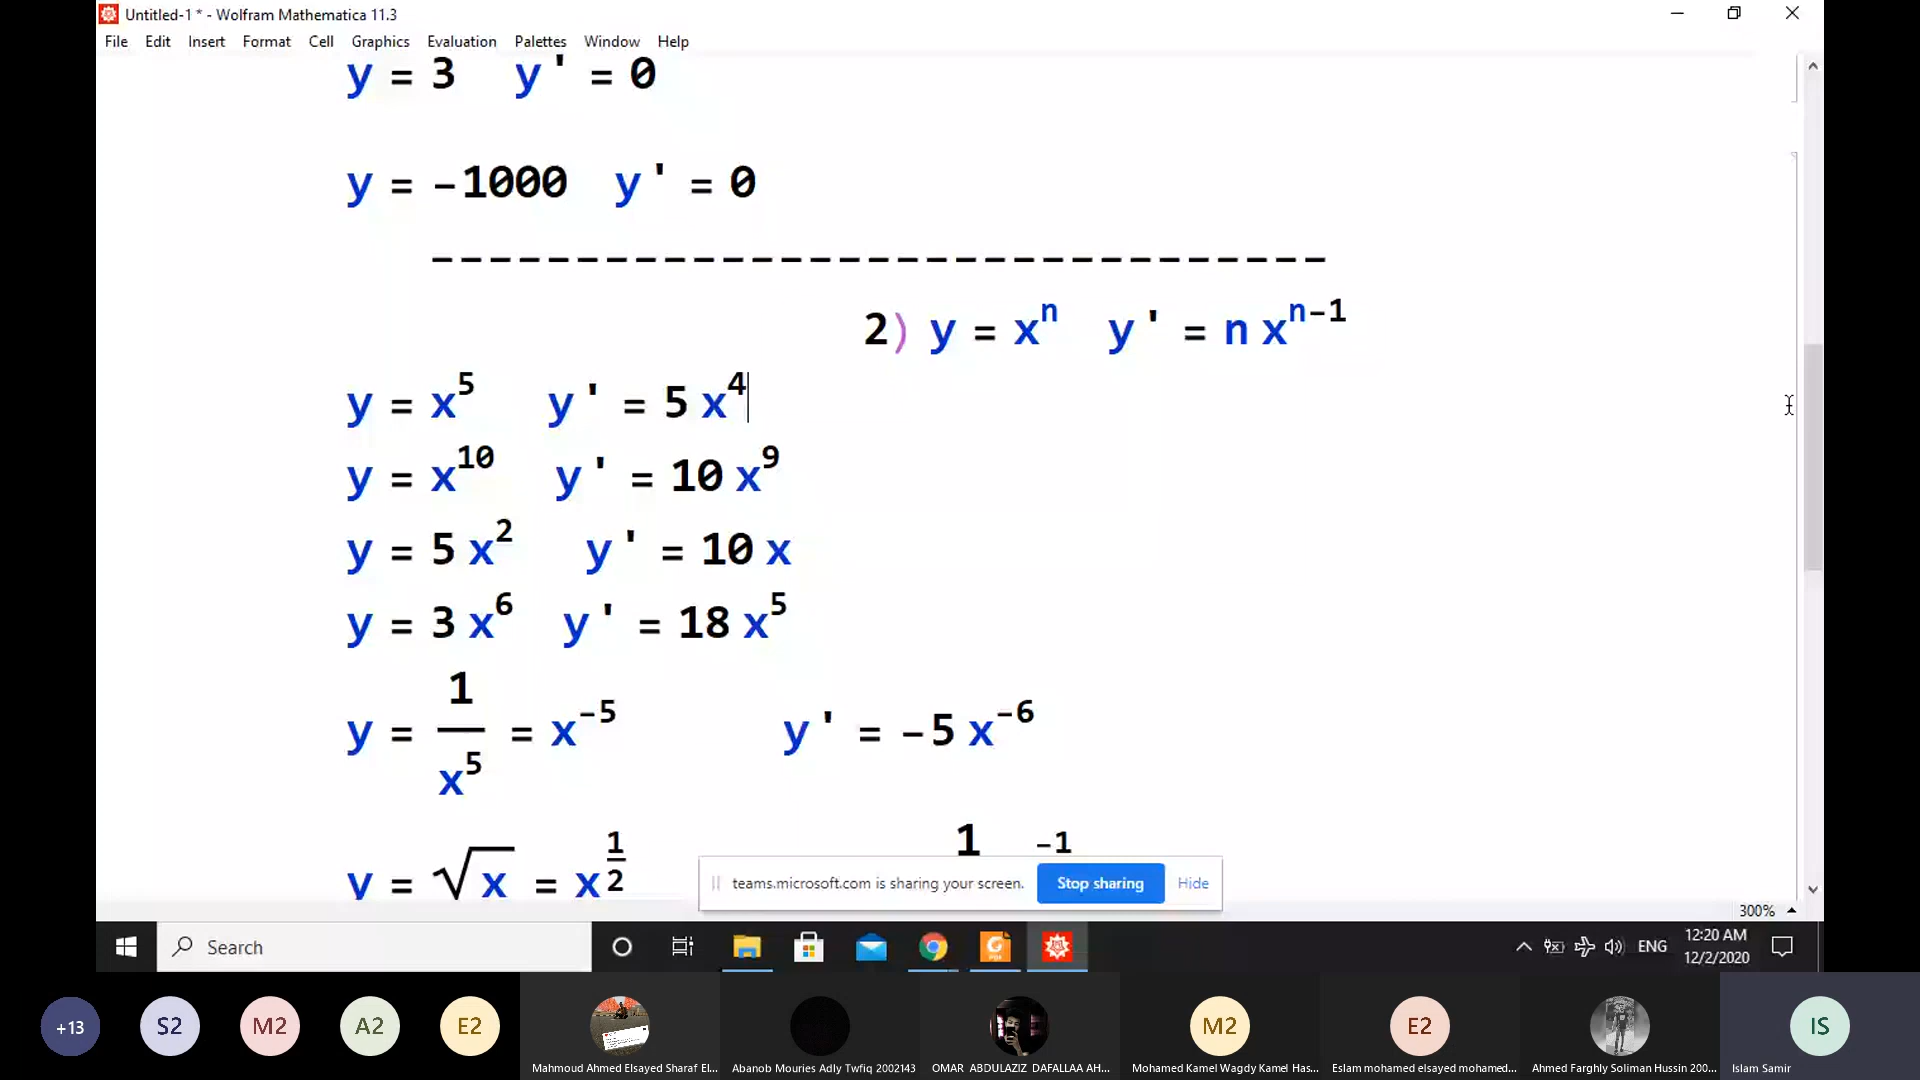 Untitled-1 * - Wolfram Mathematica 11.3
File Edit Insert Format Cell Graphics Evaluation Palettes Window Help
y = 3 y ' = 0
y = -1000 y ' = 0
-------------------------------
2) y = x^n y ' = n x^(n-1)
y = x^5 y ' = 5 x^4
y = x^10 y ' = 10 x^9
y = 5 x^2 y ' = 10 x
y = 3 x^6 y ' = 18 x^5
y = 1/x^5 = x^-5 y ' = -5 x^-6
y = √x = x^(1/2) 1 -1
teams.microsoft.com is sharing your screen. Stop sharing Hide
300%
Search
ENG
12:20 AM
12/2/2020
+13 S2 M2 A2 E2 M2 E2 IS
Mahmoud Ahmed Elsayed Sharaf El... Abanob Mouries Adly Twfiq 2002143 OMAR ABDULAZIZ DAFALLAA AH... Mohamed Kamel Wagdy Kamel Has... Eslam mohamed elsayed mohamed... Ahmed Farghly Soliman Hussin 200... Islam Samir